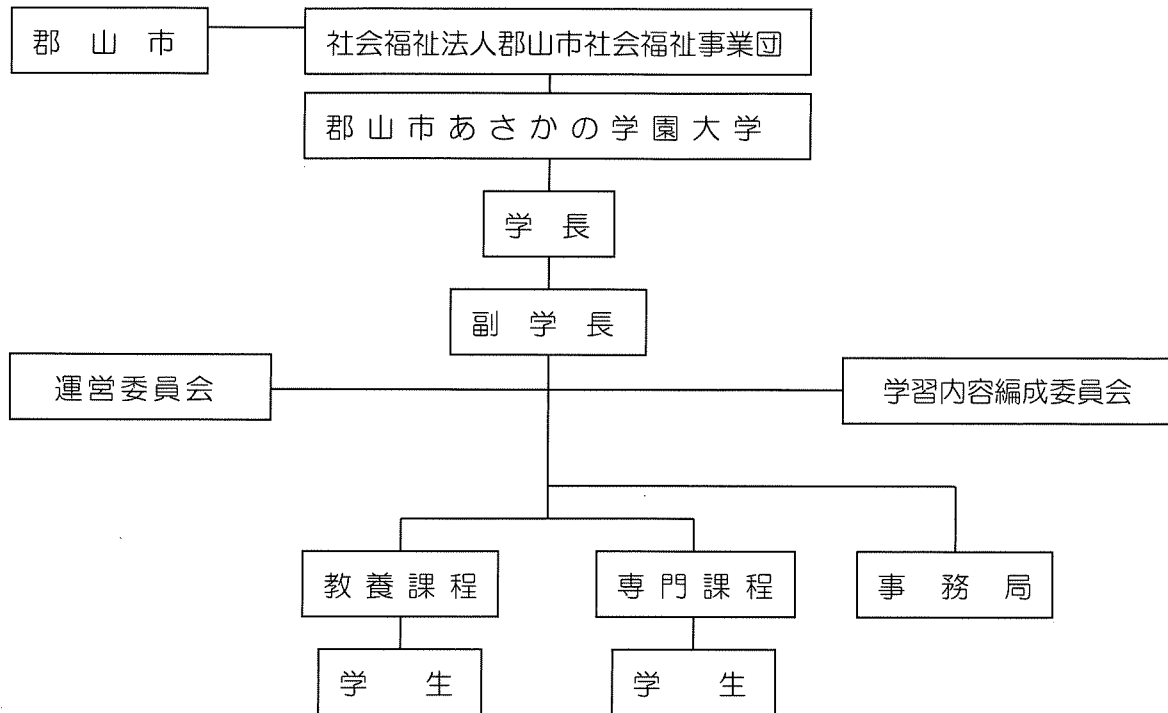 郡山市
社会福祉法人郡山市社会福祉事業団
郡山市あさかの学園大学
学長
副学長
運営委員会
学習内容編成委員会
教養課程
専門課程
事務局
学生
学生